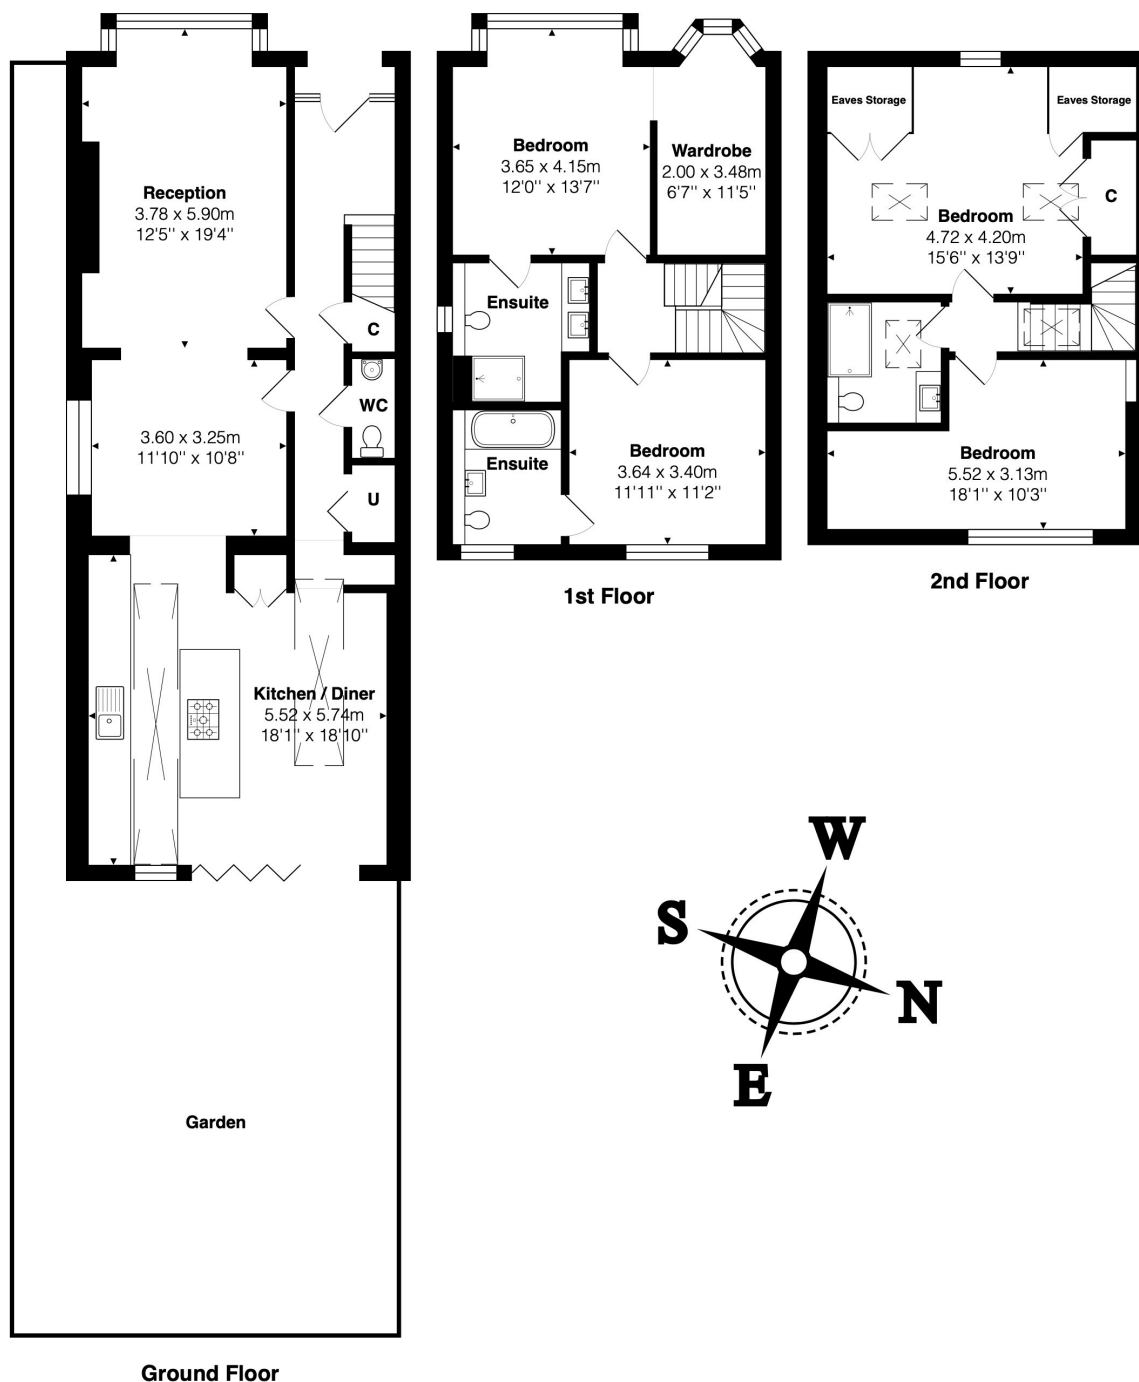 Reception
3.78 x 5.90m
12'5'' x 19'4''
C
WC
3.60 x 3.25m
11'10'' x 10'8''
U
Kitchen / Diner
5.52 x 5.74m
18'1'' x 18'10''
Garden
Ground Floor
Bedroom
3.65 x 4.15m
12'0'' x 13'7''
Wardrobe
2.00 x 3.48m
6'7'' x 11'5''
Ensuite
Ensuite
Bedroom
3.64 x 3.40m
11'11'' x 11'2''
1st Floor
Eaves Storage
Eaves Storage
C
Bedroom
4.72 x 4.20m
15'6'' x 13'9''
Bedroom
5.52 x 3.13m
18'1'' x 10'3''
2nd Floor
W
S
N
E